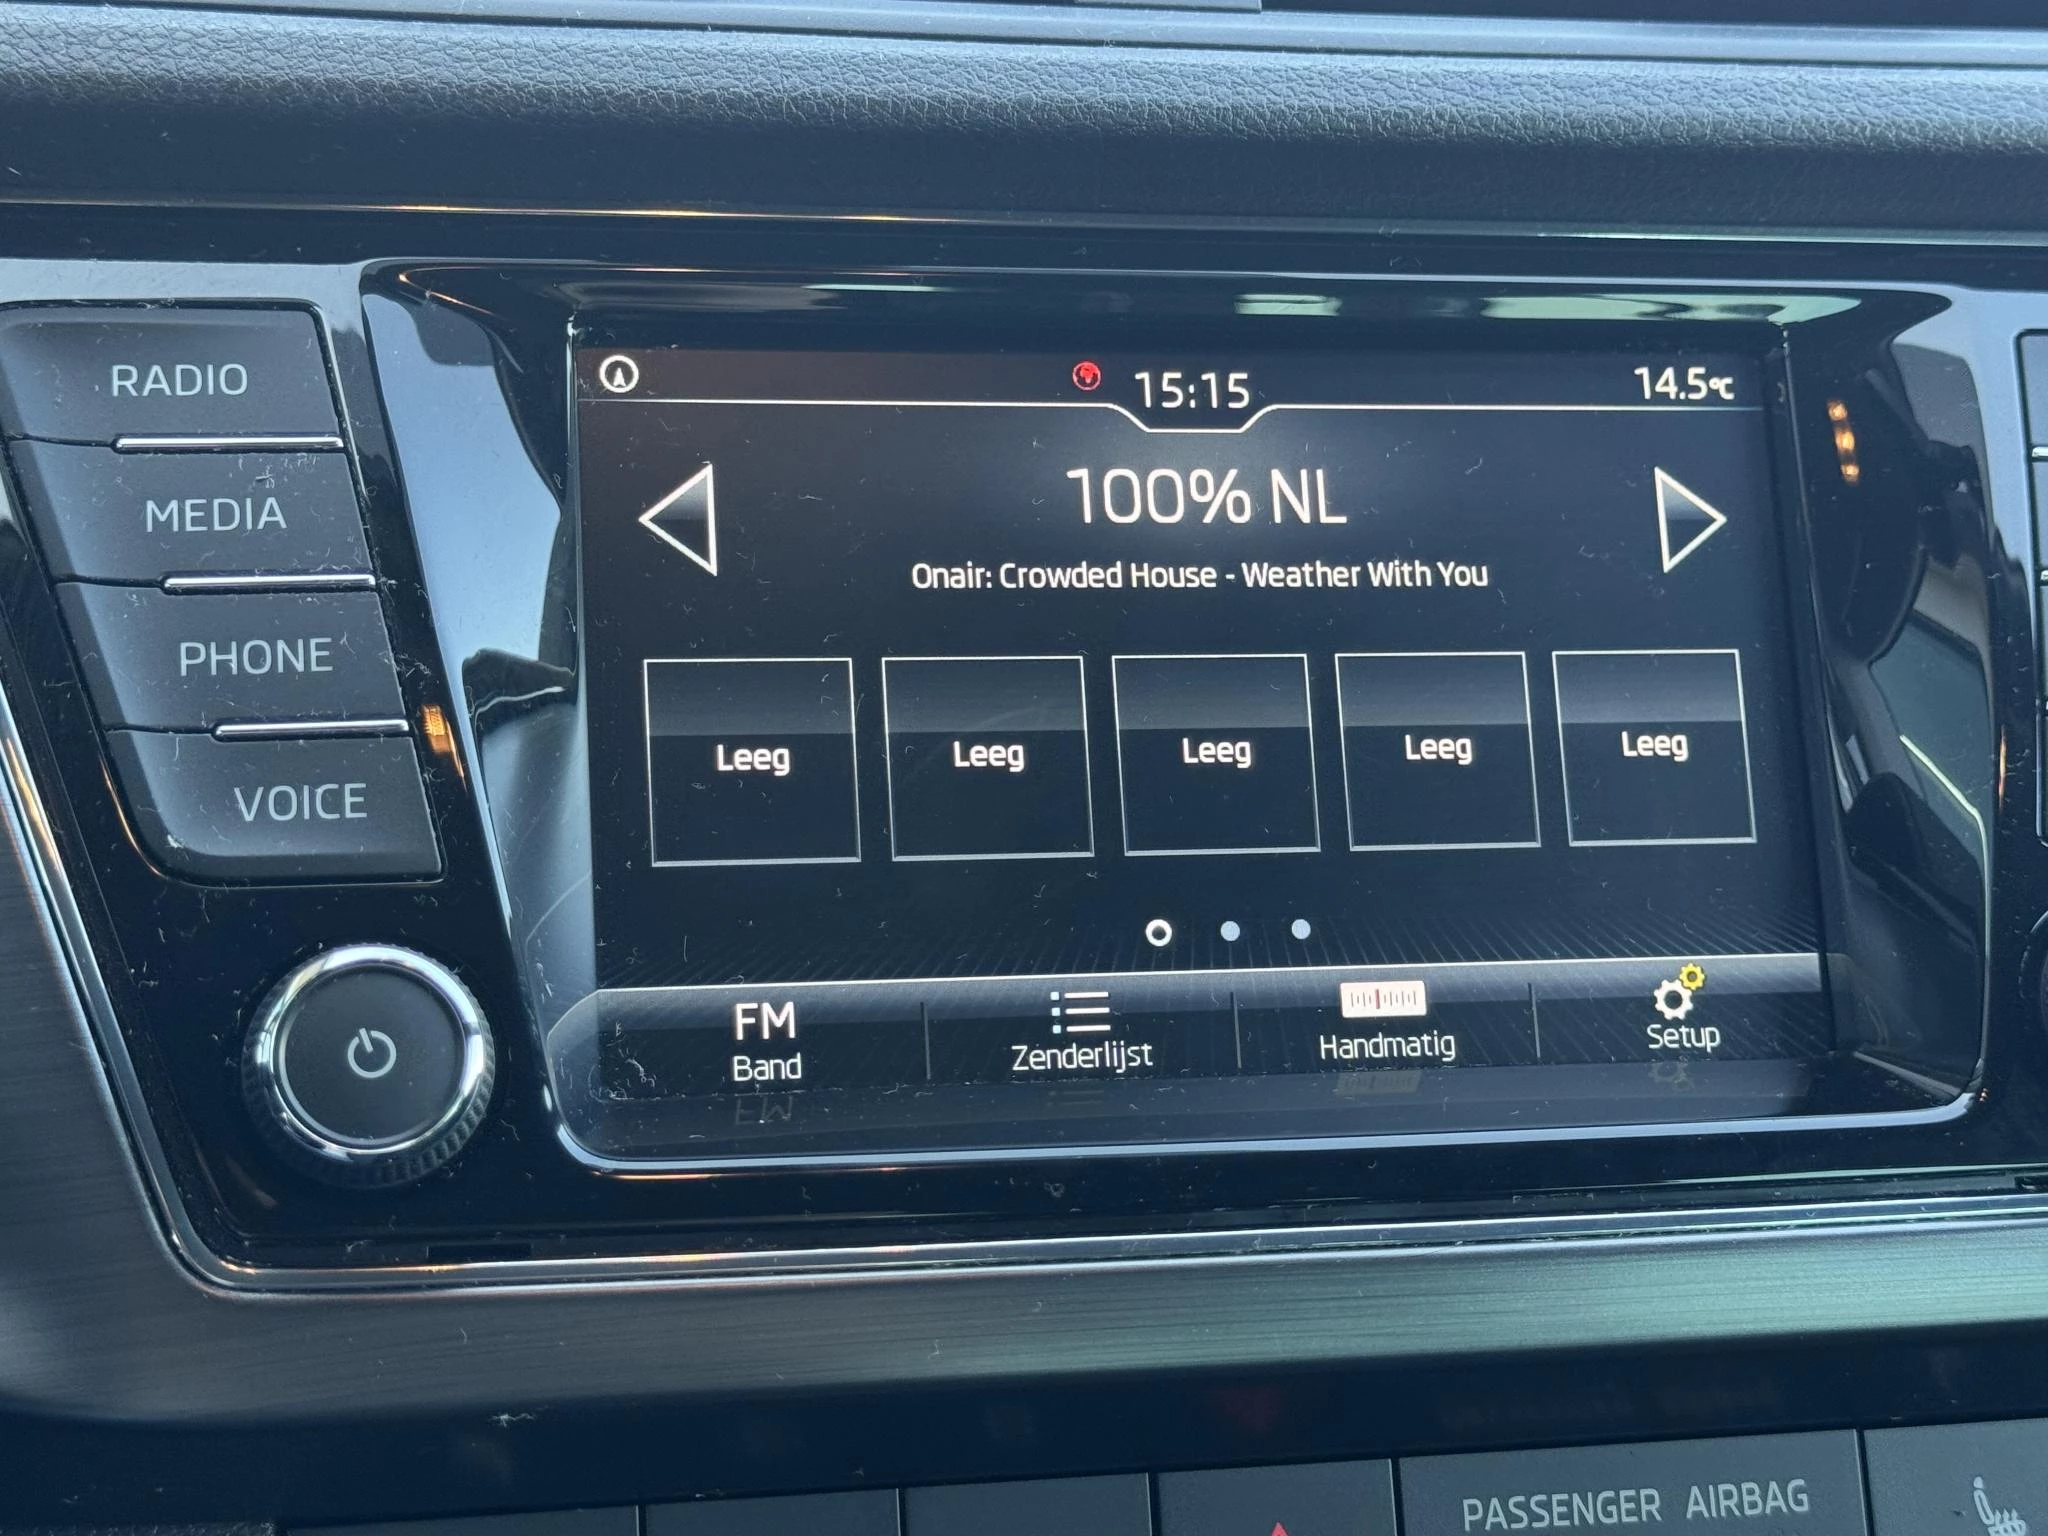 RADIO
MEDIA
PHONE
VOICE
15:15
14.5°C
100% NL
Onair: Crowded House - Weather With You
Leeg
Leeg
Leeg
Leeg
Leeg
FM
Band
Zenderlijst
Handmatig
Setup
PASSENGER AIRBAG